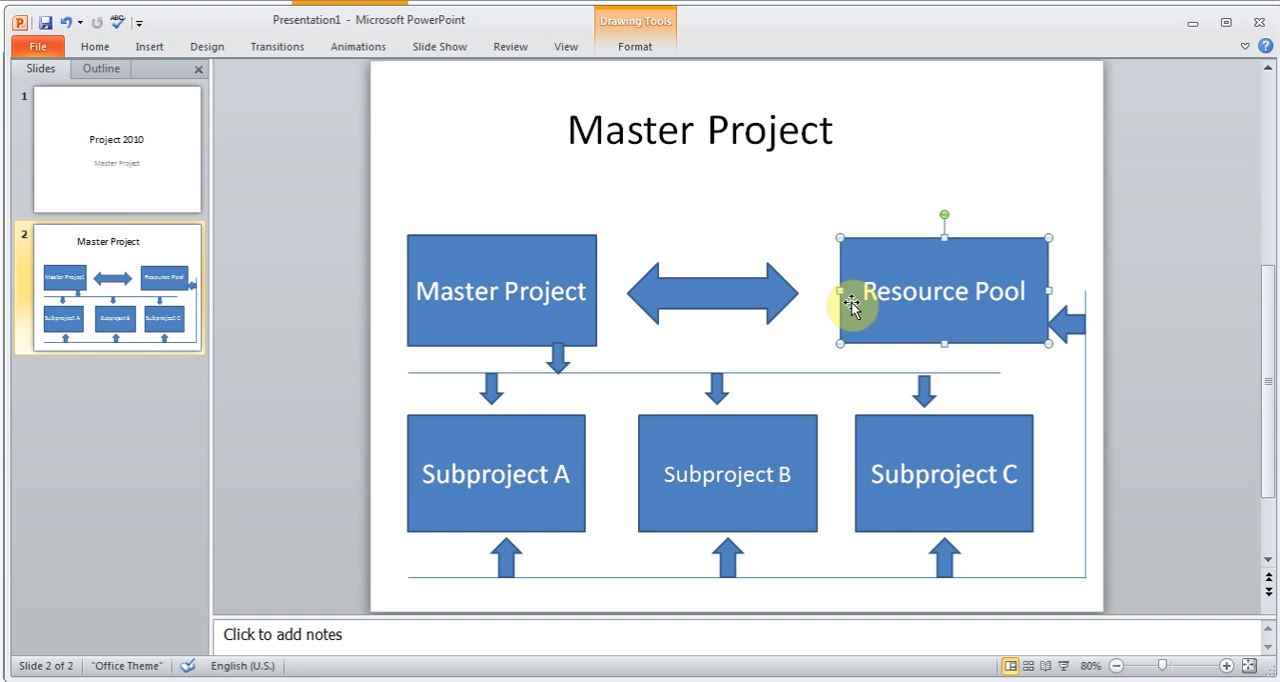 Presentation1 - Microsoft PowerPoint
Drawing Tools
File Home Insert Design Transitions Animations Slide Show Review View Format
Slides Outline
1
Project 2010
Master Project
2
Master Project
Master Project Resource Pool
Subproject A Subproject B Subproject C
Master Project
Master Project Resource Pool
Subproject A Subproject B Subproject C
Click to add notes
Slide 2 of 2 "Office Theme" English (U.S.) 80%